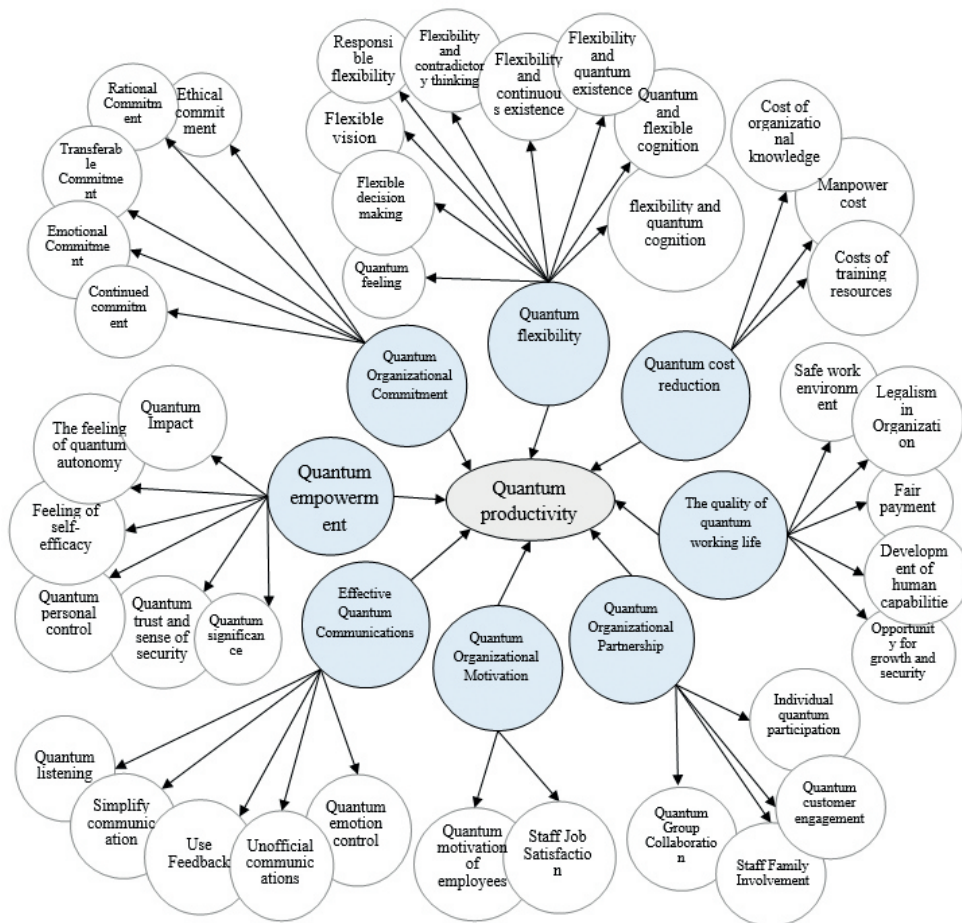 Responsi
ble
flexibility
Flexibility
and
contradictor
y thinking
Flexibility
and
continuou
s existence
Flexibility
and
quantum
existence
Quantum
and
flexible
cognition
flexibility and
quantum
cognition
Flexible
vision
Flexible
decision
making
Quantum
feeling
Rational
Commit
ment
Ethical
commit
ment
Transferab
le
Commitme
nt
Emotional
Commitme
nt
Continued
commitm
ent
Cost of
organizatio
nal
knowledge
Manpower
cost
Costs of
training
resources
Quantum
flexibility
Quantum
Organizational
Commitment
Quantum cost
reduction
Safe work
environm
ent
Legalism
in
Organizati
on
Fair
payment
Developm
ent of
human
capabilitie
Opportunit
y for
growth and
security
Quantum
Impact
The feeling
of quantum
autonomy
Feeling of
self-
efficacy
Quantum
personal
control
Quantum
trust and
sense of
security
Quantum
significan
ce
Quantum
empowerm
ent
Quantum
productivity
The quality of
quantum
working life
Effective
Quantum
Communications
Quantum
Organizational
Motivation
Quantum
Organizational
Partnership
Quantum
listening
Simplify
communic
ation
Use
Feedback
Unofficial
communic
ations
Quantum
emotion
control
Quantum
motivation
of
employees
Staff Job
Satisfactio
n
Individual
quantum
participation
Quantum
customer
engagement
Quantum
Group
Collaboratio
n
Staff Family
Involvement